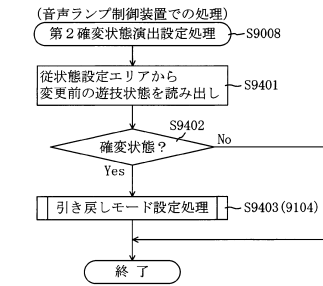 (音声ランプ制御装置での処理)
第2確変状態演出設定処理
S9008
従状態設定エリアから
変更前の遊技状態を読み出し
S9401
S9402
確変状態?
No
Yes
引き戻しモード設定処理
S9403(9104)
終了